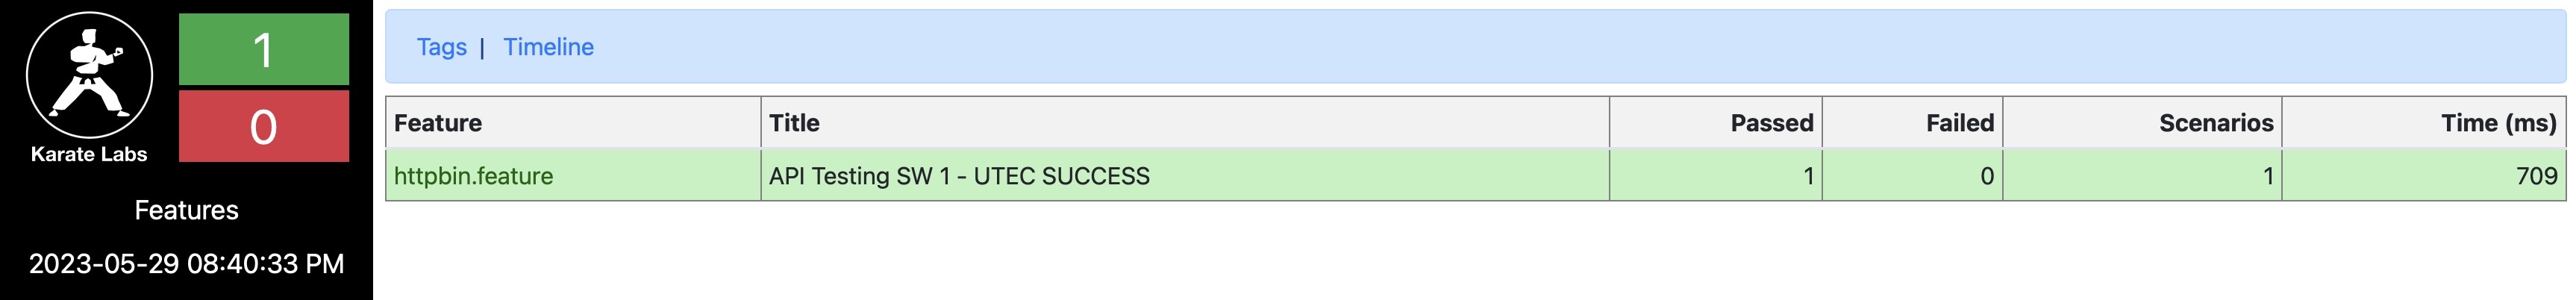 1
0
Karate Labs
Features
2023-05-29 08:40:33 PM
Tags | Timeline
Feature Title Passed Failed Scenarios Time (ms)
httpbin.feature API Testing SW 1 - UTEC SUCCESS 1 0 1 709